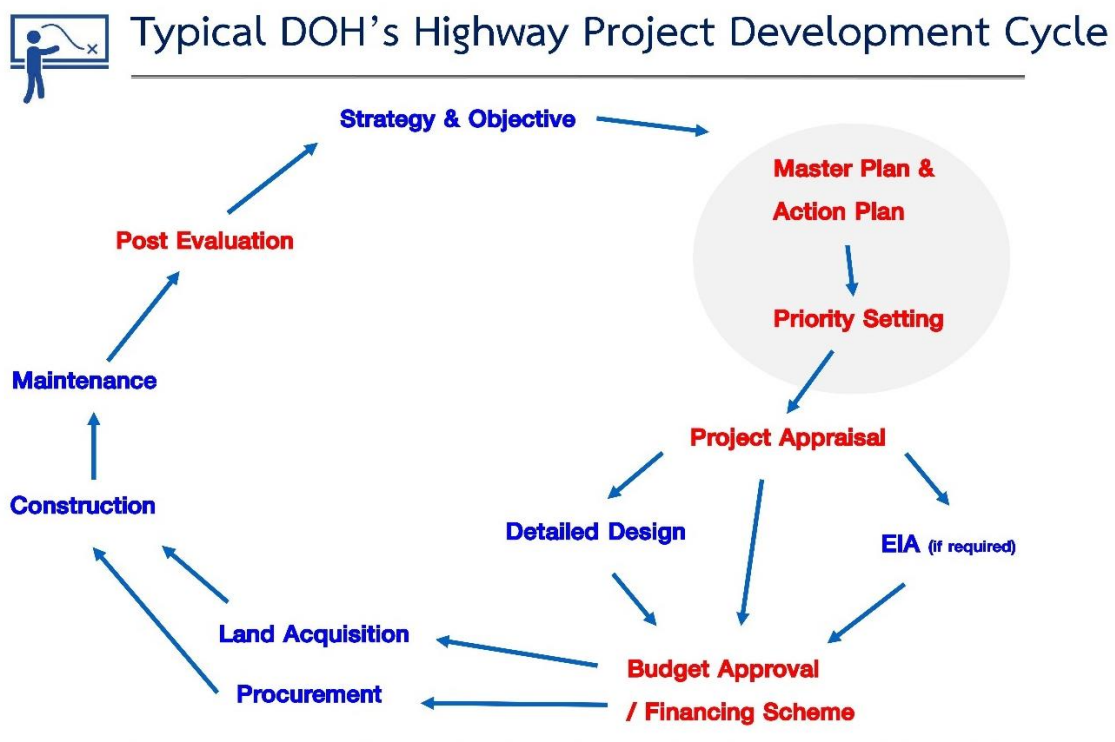 Typical DOH's Highway Project Development Cycle
Strategy & Objective
Master Plan &
Action Plan
Priority Setting
Project Appraisal
Detailed Design
EIA (if required)
Budget Approval
/ Financing Scheme
Land Acquisition
Procurement
Construction
Maintenance
Post Evaluation